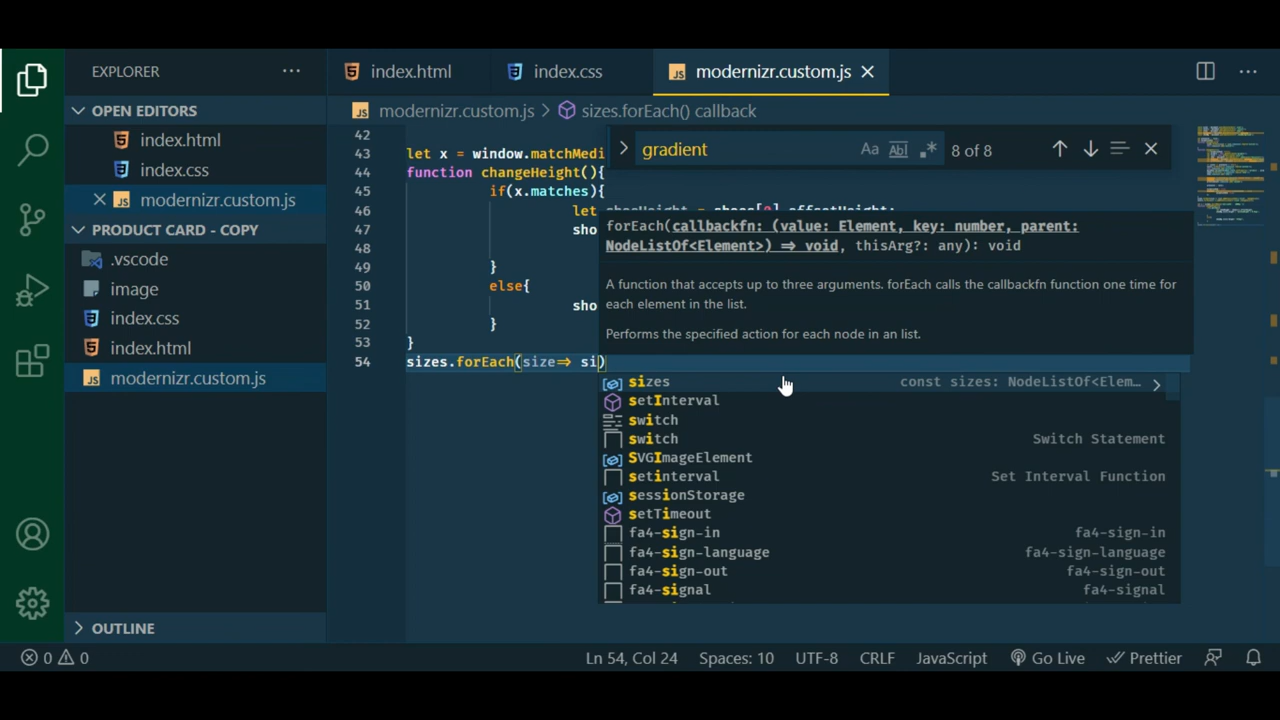 EXPLORER
OPEN EDITORS
index.html
index.css
modernizr.custom.js
PRODUCT CARD - COPY
.vscode
image
index.css
index.html
modernizr.custom.js
OUTLINE
index.html
index.css
JS modernizr.custom.js
modernizr.custom.js > sizes.forEach() callback
gradient
8 of 8
42
43 let x = window.matchMedi
44 function changeHeight(){
45 if(x.matches){
46 let shoeHeight = shoes[0].offsetHeight;
47 sho
48
49 }
50 else{
51 sho
52 }
53 }
54 sizes.forEach(size=> si)
forEach(callbackfn: (value: Element, key: number, parent:
NodeListOf<Element>) => void, thisArg?: any): void
A function that accepts up to three arguments. forEach calls the callbackfn function one time for
each element in the list.
Performs the specified action for each node in an list.
sizes const sizes: NodeListOf<Elem…
setInterval
switch
switch Switch Statement
SVGImageElement
setinterval Set Interval Function
sessionStorage
setTimeout
fa4-sign-in fa4-sign-in
fa4-sign-language fa4-sign-language
fa4-sign-out fa4-sign-out
fa4-signal fa4-signal
0 0 Ln 54, Col 24 Spaces: 10 UTF-8 CRLF JavaScript Go Live Prettier